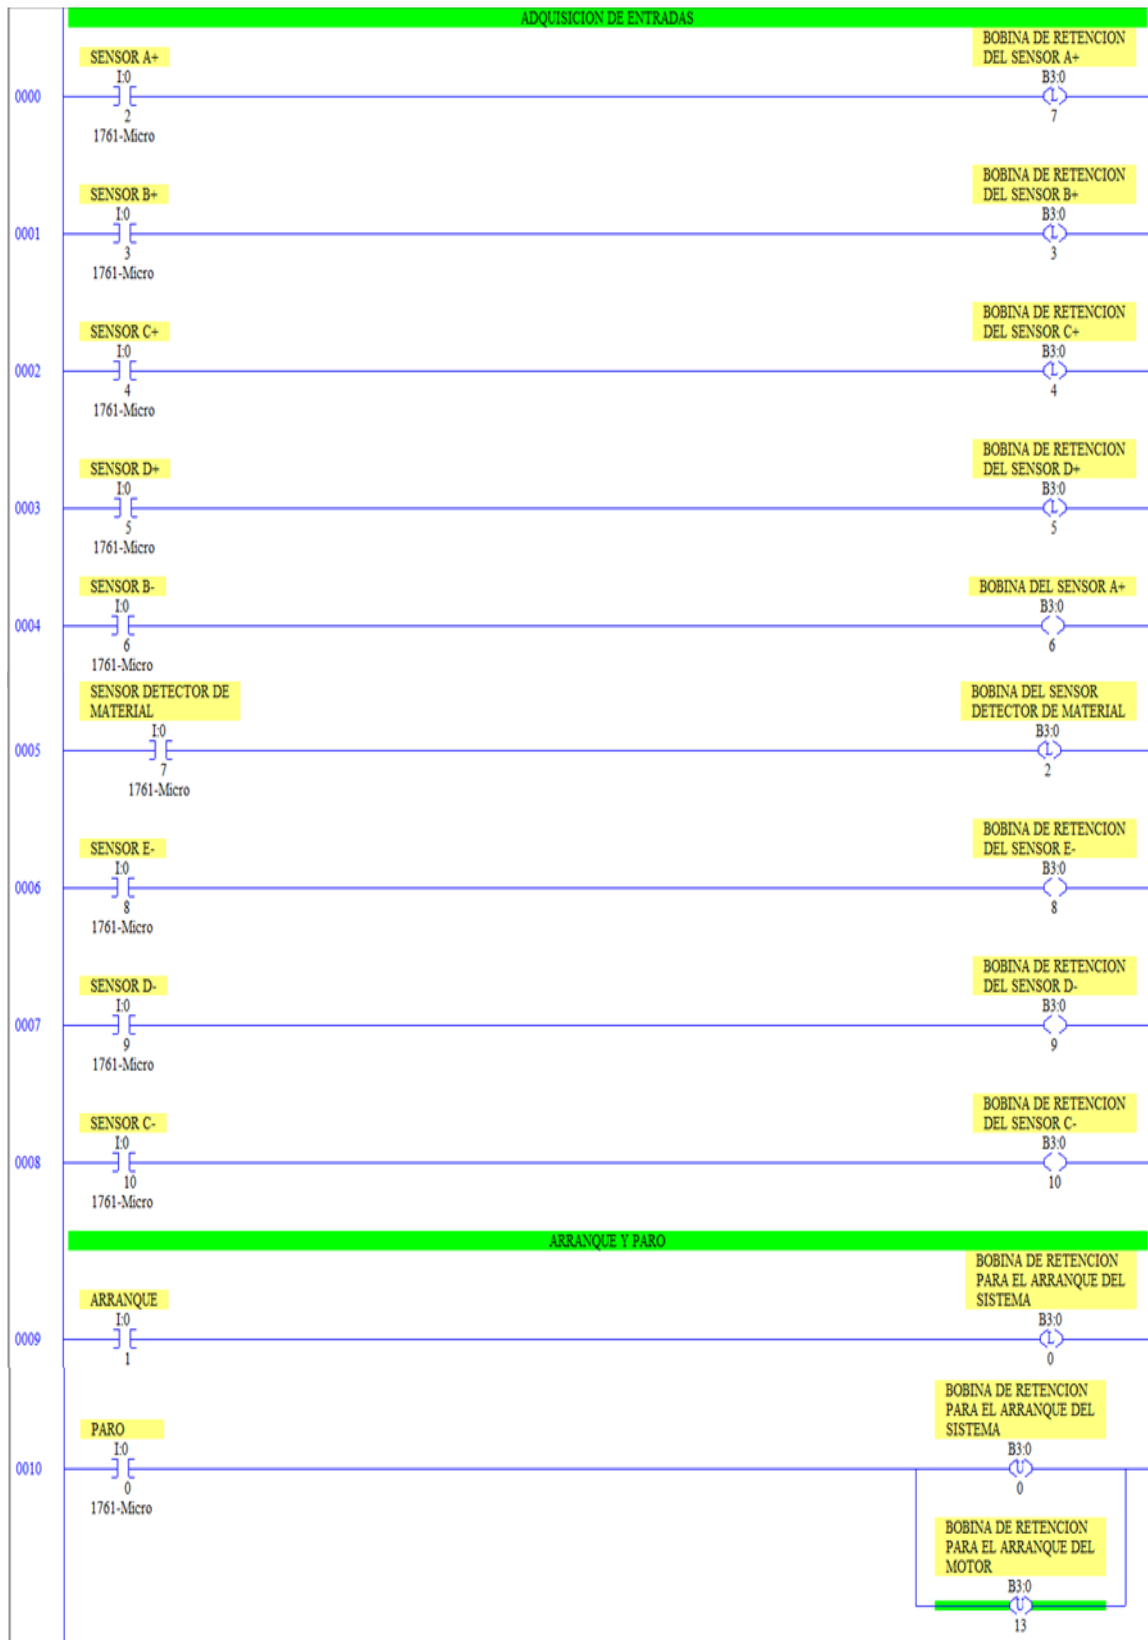 ADQUISICION DE ENTRADAS
SENSOR A+
BOBINA DE RETENCION
DEL SENSOR A+
I:0
B3:0
0000
L
2
7
1761-Micro
SENSOR B+
BOBINA DE RETENCION
DEL SENSOR B+
I:0
B3:0
0001
L
3
3
1761-Micro
SENSOR C+
BOBINA DE RETENCION
DEL SENSOR C+
I:0
B3:0
0002
L
4
4
1761-Micro
SENSOR D+
BOBINA DE RETENCION
DEL SENSOR D+
I:0
B3:0
0003
L
5
5
1761-Micro
SENSOR B-
BOBINA DEL SENSOR A+
I:0
B3:0
0004
6
6
1761-Micro
SENSOR DETECTOR DE
MATERIAL
BOBINA DEL SENSOR
DETECTOR DE MATERIAL
I:0
B3:0
0005
L
7
2
1761-Micro
SENSOR E-
BOBINA DE RETENCION
DEL SENSOR E-
I:0
B3:0
0006
8
8
1761-Micro
SENSOR D-
BOBINA DE RETENCION
DEL SENSOR D-
I:0
B3:0
0007
9
9
1761-Micro
SENSOR C-
BOBINA DE RETENCION
DEL SENSOR C-
I:0
B3:0
0008
10
10
1761-Micro
ARRANQUE Y PARO
ARRANQUE
BOBINA DE RETENCION
PARA EL ARRANQUE DEL
SISTEMA
I:0
B3:0
0009
L
1
0
PARO
BOBINA DE RETENCION
PARA EL ARRANQUE DEL
SISTEMA
I:0
B3:0
0010
U
0
0
1761-Micro
BOBINA DE RETENCION
PARA EL ARRANQUE DEL
MOTOR
B3:0
U
13